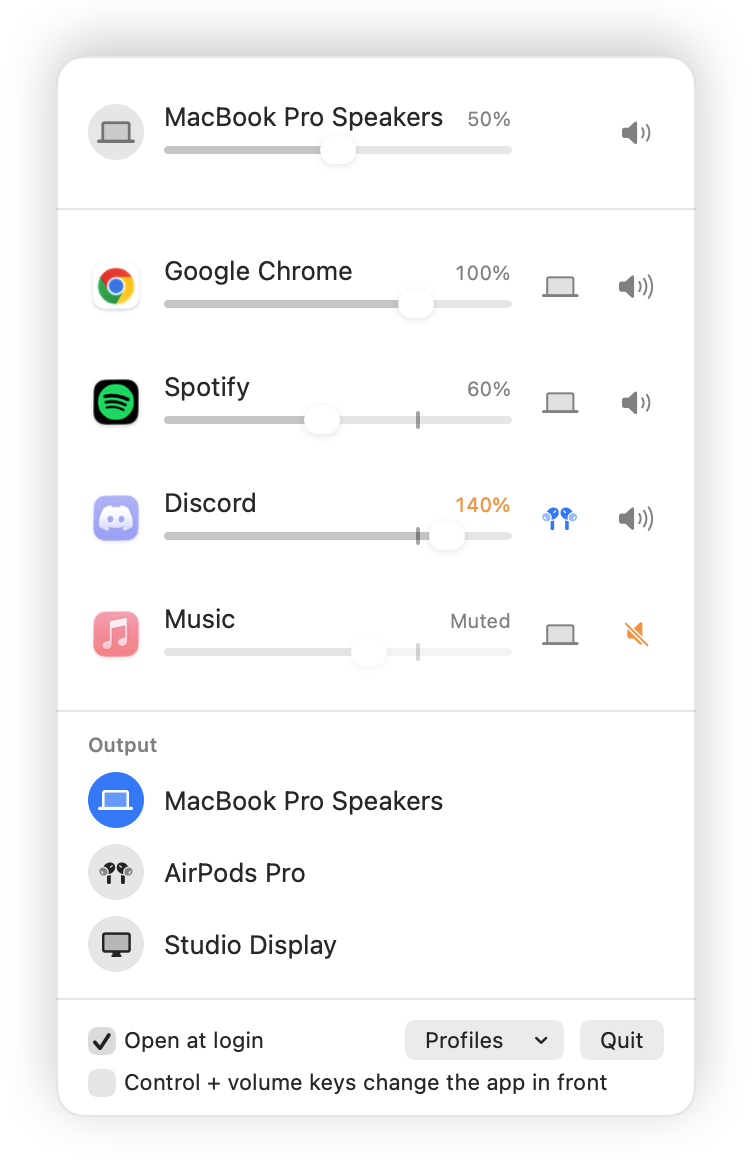 MacBook Pro Speakers 50%
Google Chrome 100%
Spotify 60%
Discord 140%
Music Muted
Output
MacBook Pro Speakers
AirPods Pro
Studio Display
Open at login Profiles Quit
Control + volume keys change the app in front